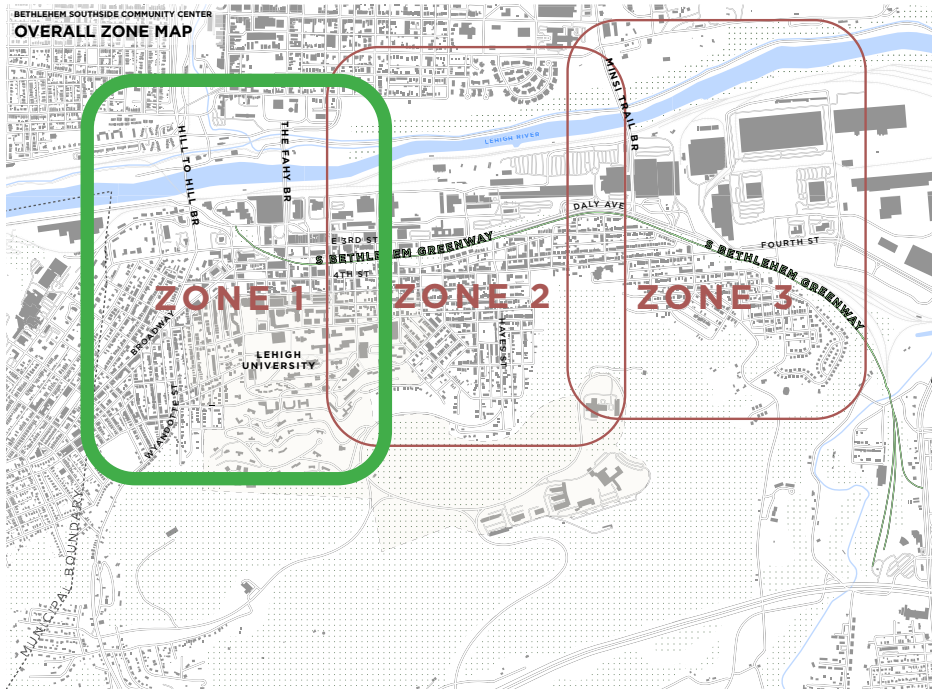 BETHLEHEM SOUTHSIDE COMMUNITY CENTER
OVERALL ZONE MAP
MINSI TRAIL BR
HILL TO HILL BR
THE FAHY BR
LEHIGH RIVER
DALY AVE
E 3RD ST
S BETHLEHEM GREENWAY
S BETHLEHEM GREENWAY
FOURTH ST
4TH ST
ZONE 1
ZONE 2
ZONE 3
BROADWAY
HAYES ST
LEHIGH
UNIVERSITY
WYANDOTTE ST
MUNICIPAL BOUNDARY